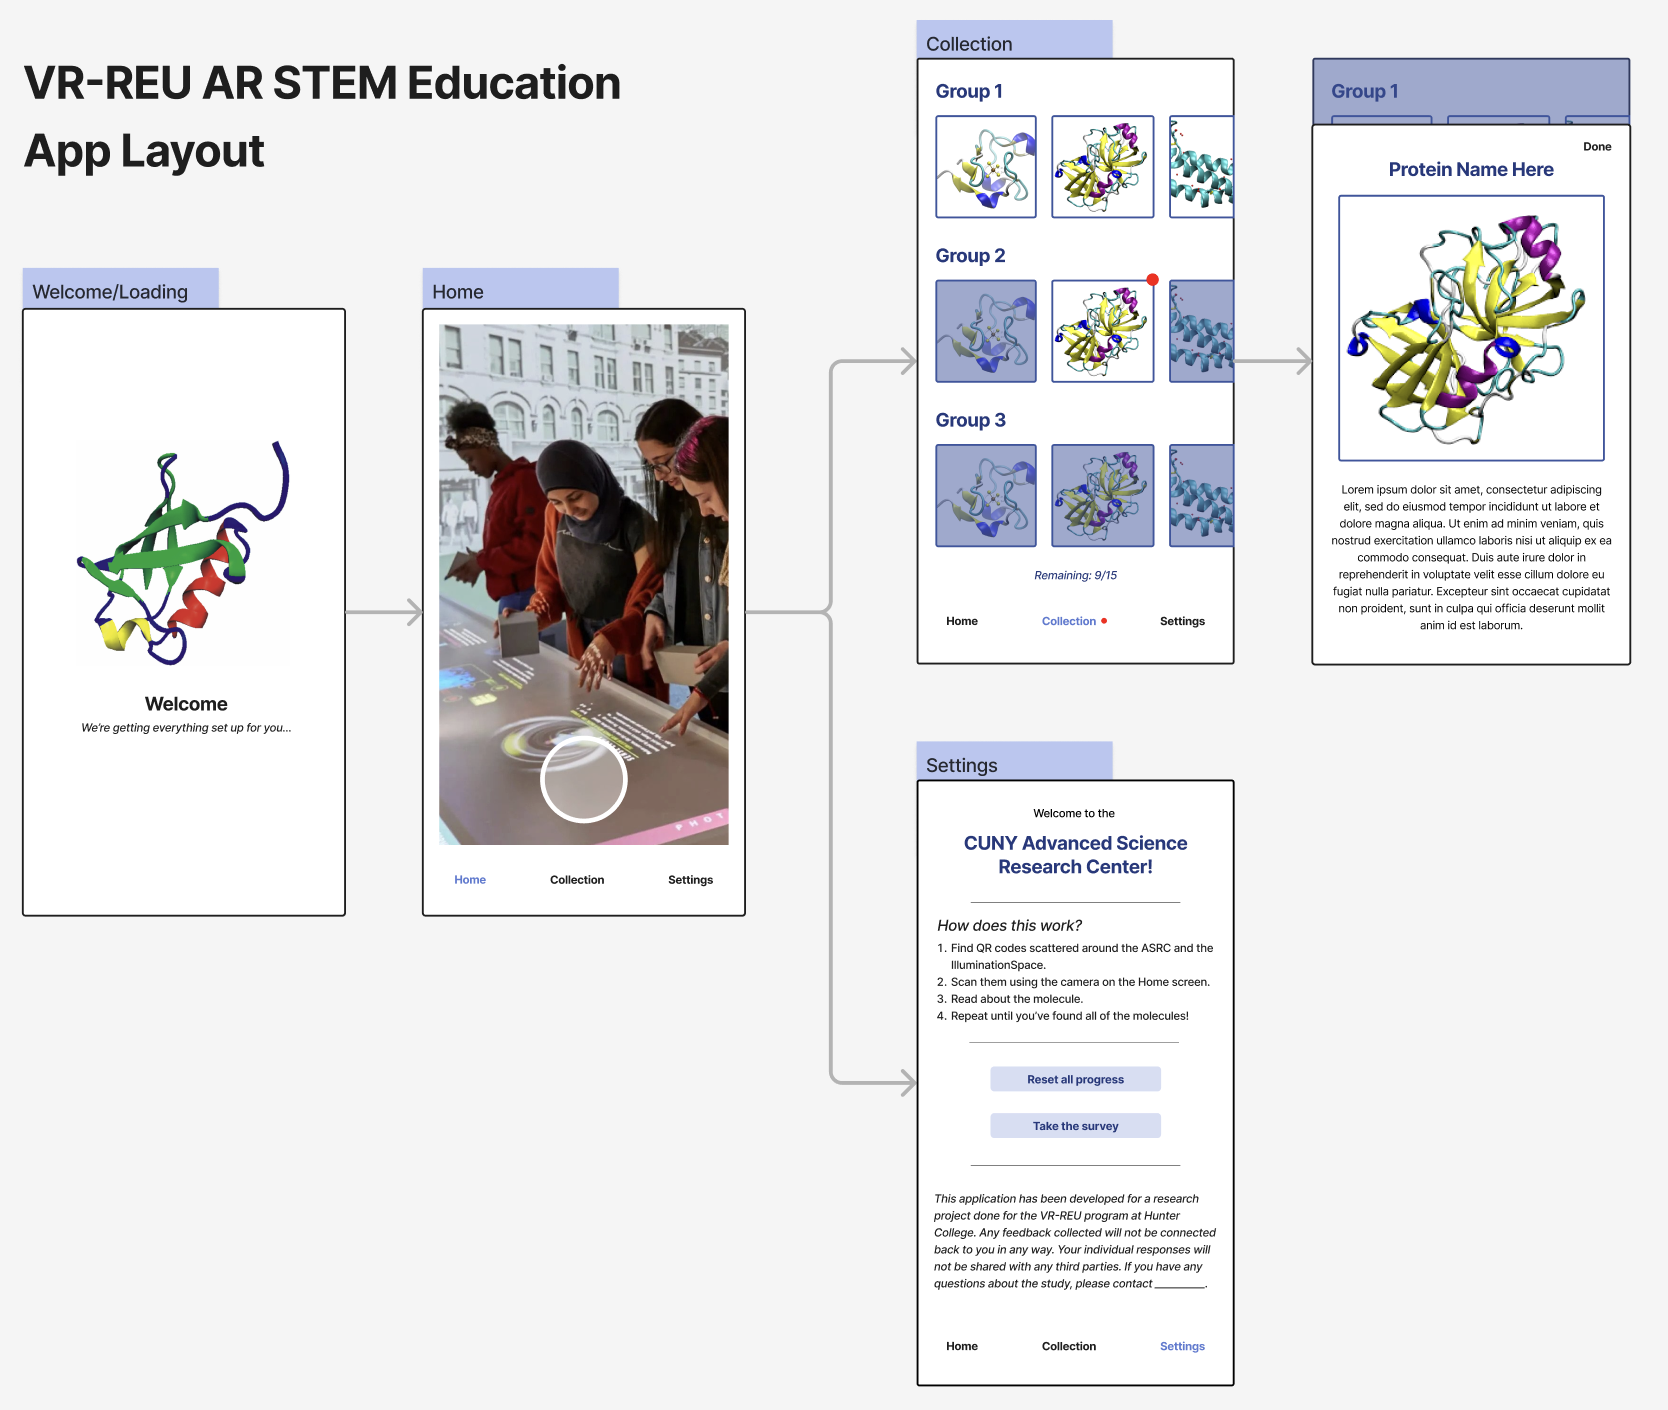 VR-REU AR STEM Education
App Layout
Welcome/Loading
Welcome
We're getting everything set up for you...
Home
PHOT
Home
Collection
Settings
Collection
Group 1
Group 2
Group 3
Remaining: 9/15
Home
Collection
Settings
Group 1
Done
Protein Name Here
Lorem ipsum dolor sit amet, consectetur adipiscing
elit, sed do eiusmod tempor incididunt ut labore et
dolore magna aliqua. Ut enim ad minim veniam, quis
nostrud exercitation ullamco laboris nisi ut aliquip ex ea
commodo consequat. Duis aute irure dolor in
reprehenderit in voluptate velit esse cillum dolore eu
fugiat nulla pariatur. Excepteur sint occaecat cupidatat
non proident, sunt in culpa qui officia deserunt mollit
anim id est laborum.
Settings
Welcome to the
CUNY Advanced Science
Research Center!
How does this work?
1. Find QR codes scattered around the ASRC and the
IlluminationSpace.
2. Scan them using the camera on the Home screen.
3. Read about the molecule.
4. Repeat until you've found all of the molecules!
Reset all progress
Take the survey
This application has been developed for a research
project done for the VR-REU program at Hunter
College. Any feedback collected will not be connected
back to you in any way. Your individual responses will
not be shared with any third parties. If you have any
questions about the study, please contact ________.
Home
Collection
Settings